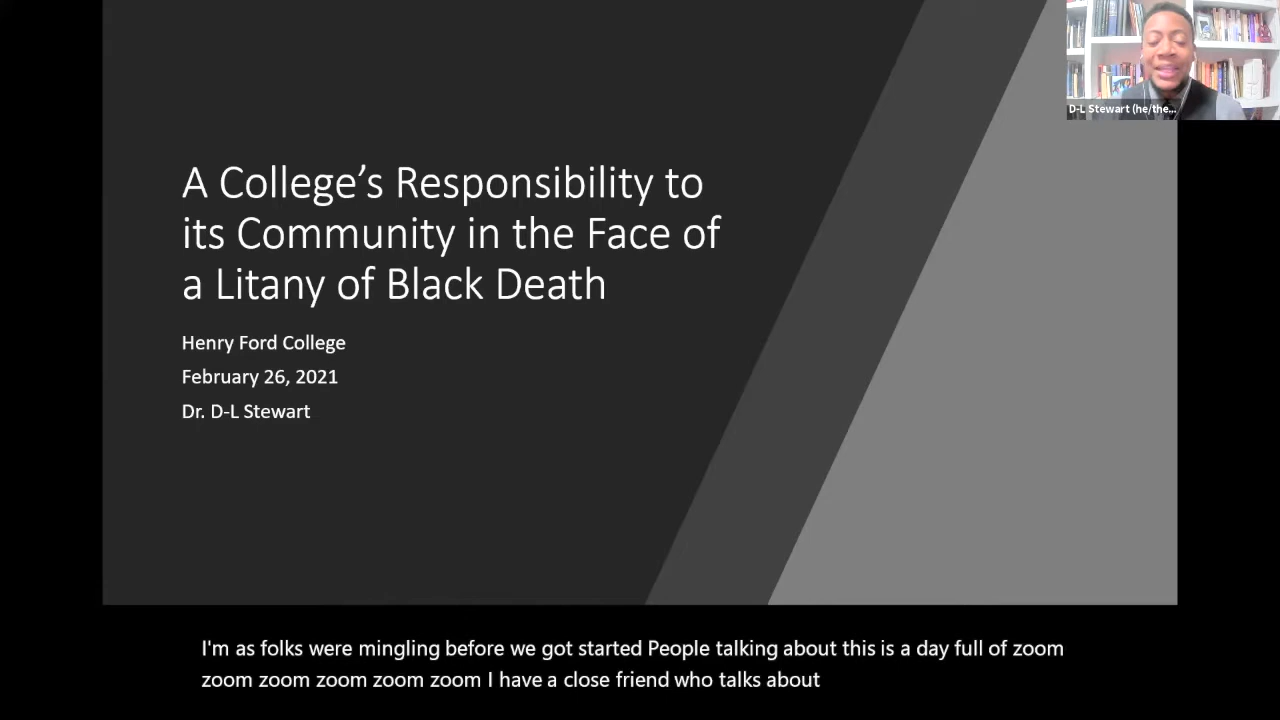 D-L Stewart (he/the...
A College’s Responsibility to
its Community in the Face of
a Litany of Black Death
Henry Ford College
February 26, 2021
Dr. D-L Stewart
I'm as folks were mingling before we got started People talking about this is a day full of zoom
zoom zoom zoom zoom zoom I have a close friend who talks about